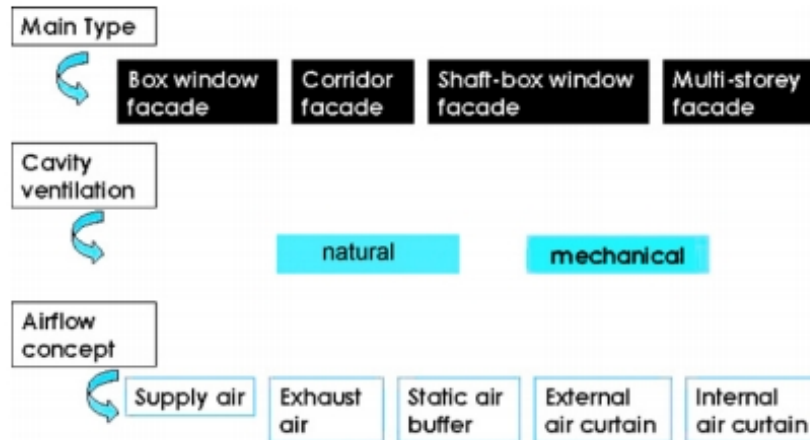 Main Type
Box window
facade
Corridor
facade
Shaft-box window
facade
Multi-storey
facade
Cavity
ventilation
natural
mechanical
Airflow
concept
Supply air
Exhaust
air
Static air
buffer
External
air curtain
Internal
air curtain